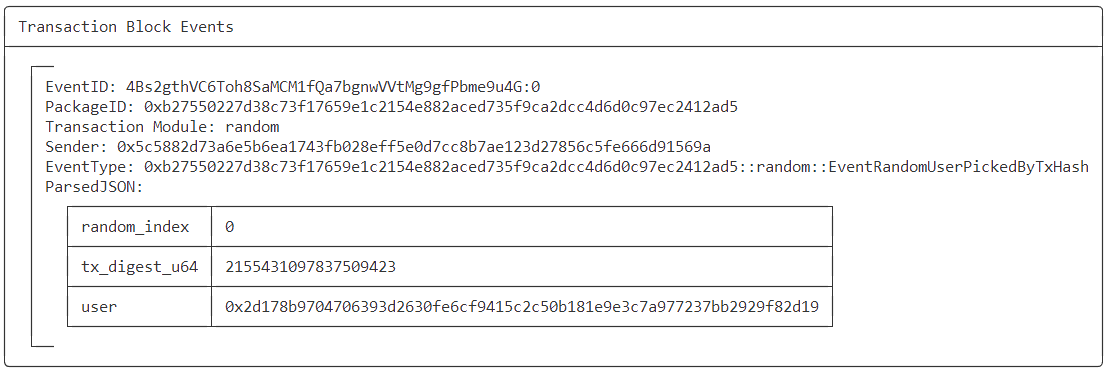 Transaction Block Events
EventID: 4Bs2gthVC6Toh8SaMCM1fQa7bgnwVVtMg9gfPbme9u4G:0
PackageID: 0xb27550227d38c73f17659e1c2154e882aced735f9ca2dcc4d6d0c97ec2412ad5
Transaction Module: random
Sender: 0x5c5882d73a6e5b6ea1743fb028eff5e0d7cc8b7ae123d27856c5fe666d91569a
EventType: 0xb27550227d38c73f17659e1c2154e882aced735f9ca2dcc4d6d0c97ec2412ad5::random::EventRandomUserPickedByTxHash
ParsedJSON:
random_index 0
tx_digest_u64 2155431097837509423
user 0x2d178b9704706393d2630fe6cf9415c2c50b181e9e3c7a977237bb2929f82d19